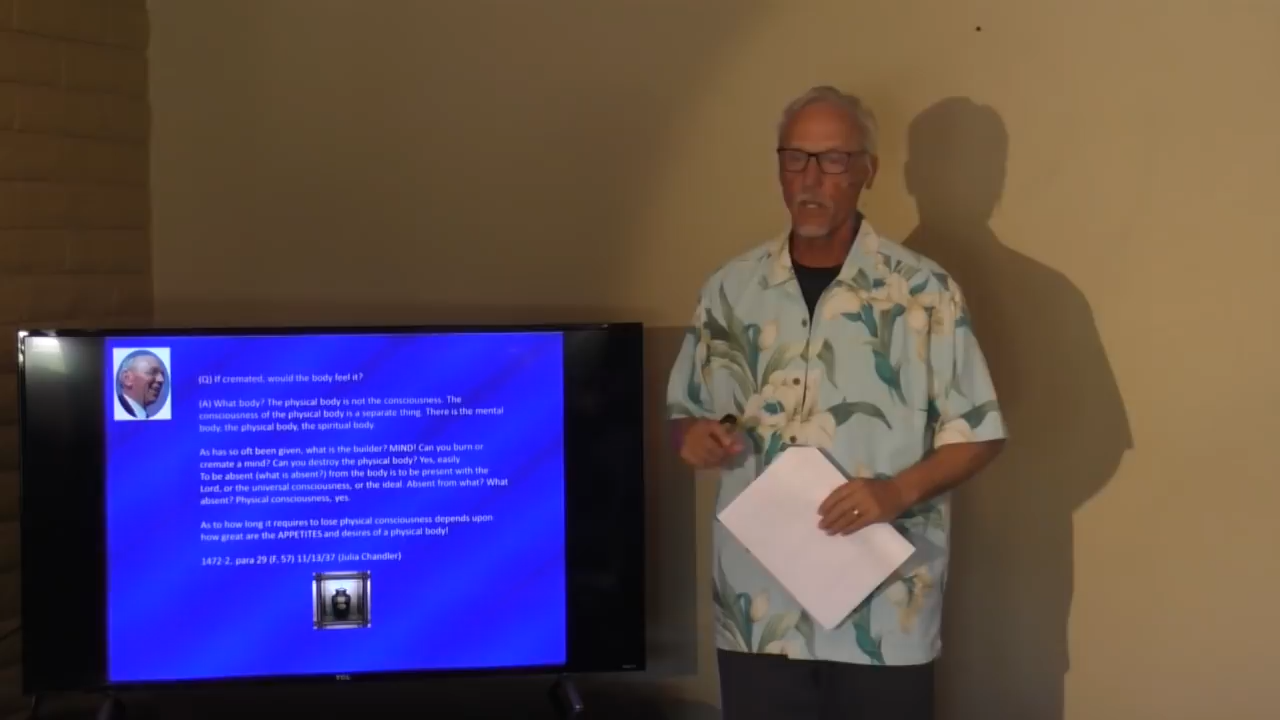 (Q) If cremated, would the body feel it?
(A) What body? The physical body is not the consciousness. The
consciousness of the physical body is a separate thing. There is the mental
body, the physical body, the spiritual body.
As has so oft been given, what is the builder? MIND! Can you burn or
cremate a mind? Can you destroy the physical body? Yes, easily
To be absent (what is absent?) from the body is to be present with the
Lord, or the universal consciousness, or the ideal. Absent from what? What
absent? Physical consciousness, yes.
As to how long it requires to lose physical consciousness depends upon
how great are the APPETITES and desires of a physical body!
1472-2, para 29 (F. 57) 11/13/37 (Julia Chandler)
TCL